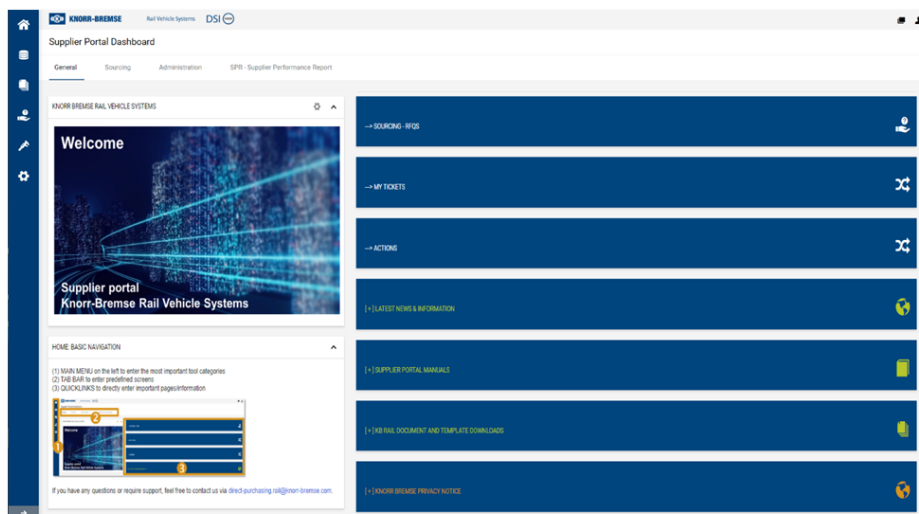 KNORR-BREMSE Rail Vehicle Systems DSI
Supplier Portal Dashboard
General Sourcing Administration SPR - Supplier Performance Report
KNORR BREMSE RAIL VEHICLE SYSTEMS
Welcome
Supplier portal
Knorr-Bremse Rail Vehicle Systems
HOME: BASIC NAVIGATION
(1) MAIN MENU on the left to enter the most important tool categories
(2) TAB BAR to enter predefined screens
(3) QUICKLINKS to directly enter important pages/information
1
2
3
Welcome
If you have any questions or require support, feel free to contact us via direct-purchasing.rail@knorr-bremse.com.
--> SOURCING - RFQS
--> MY TICKETS
--> ACTIONS
[+] LATEST NEWS & INFORMATION
[+] SUPPLIER PORTAL MANUALS
[+] KB RAIL DOCUMENT AND TEMPLATE DOWNLOADS
[+] KNORR BREMSE PRIVACY NOTICE